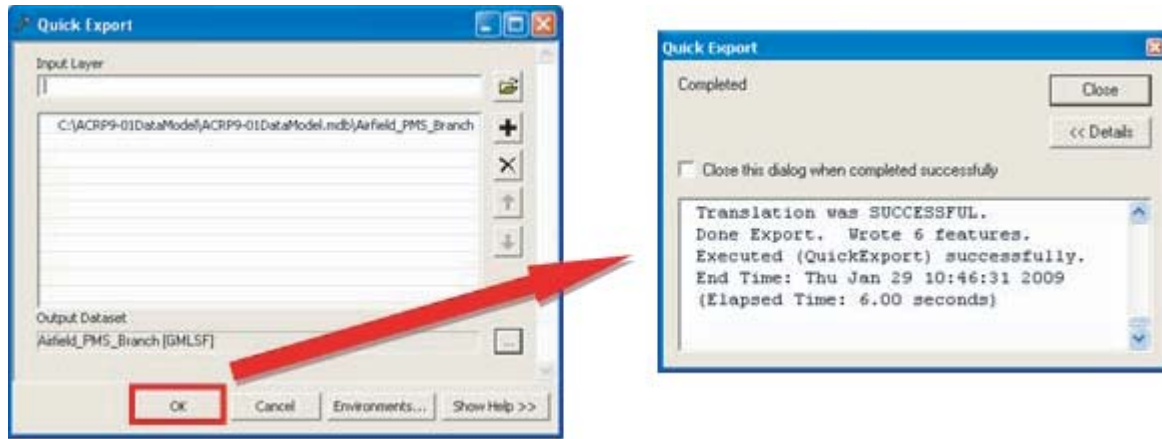 Quick Export
Input Layer
C:\ACRP9-01DataModel\ACRP9-01DataModel.mdb\Airfield_PMS_Branch
Output Dataset
Airfield_PMS_Branch [GMLSF]
...
OK
Cancel
Environments...
Show Help >>
Quick Export
Completed
Close
<< Details
Close this dialog when completed successfully
Translation was SUCCESSFUL.
Done Export. Wrote 6 features.
Executed (QuickExport) successfully.
End Time: Thu Jan 29 10:46:31 2009
(Elapsed Time: 6.00 seconds)